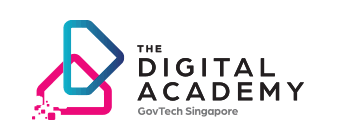 THE
DIGITAL
ACADEMY
GovTech Singapore